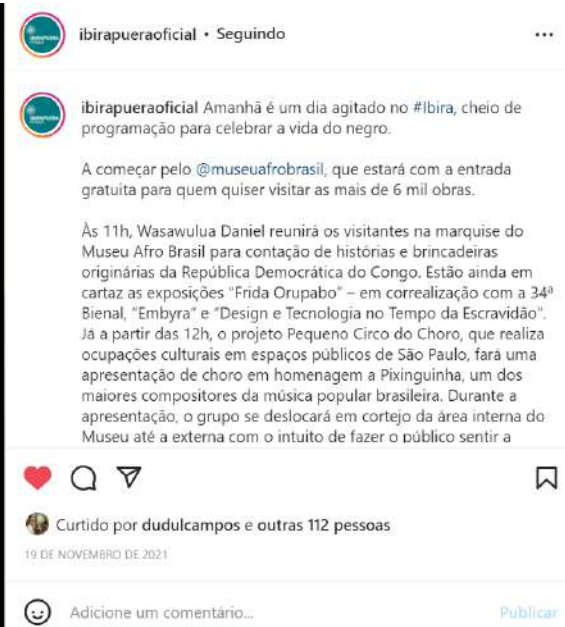 ibirapueraoficial • Seguindo
ibirapueraoficial Amanhã é um dia agitado no #Ibira, cheio de
programação para celebrar a vida do negro.
A começar pelo @museuafrobrasil, que estará com a entrada
gratuita para quem quiser visitar as mais de 6 mil obras.
Às 11h, Wasawulua Daniel reunirá os visitantes na marquise do
Museu Afro Brasil para contação de histórias e brincadeiras
originárias da República Democrática do Congo. Estão ainda em
cartaz as exposições "Frida Orupabo" – em correalização com a 34ª
Bienal, "Embyra" e "Design e Tecnologia no Tempo da Escravidão".
Já a partir das 12h, o projeto Pequeno Circo do Choro, que realiza
ocupações culturais em espaços públicos de São Paulo, fará uma
apresentação de choro em homenagem a Pixinguinha, um dos
maiores compositores da música popular brasileira. Durante a
apresentação, o grupo se deslocará em cortejo da área interna do
Museu até a externa com o intuito de fazer o público sentir a
Curtido por dudulcampos e outras 112 pessoas
19 DE NOVEMBRO DE 2021
Adicione um comentário... Publicar